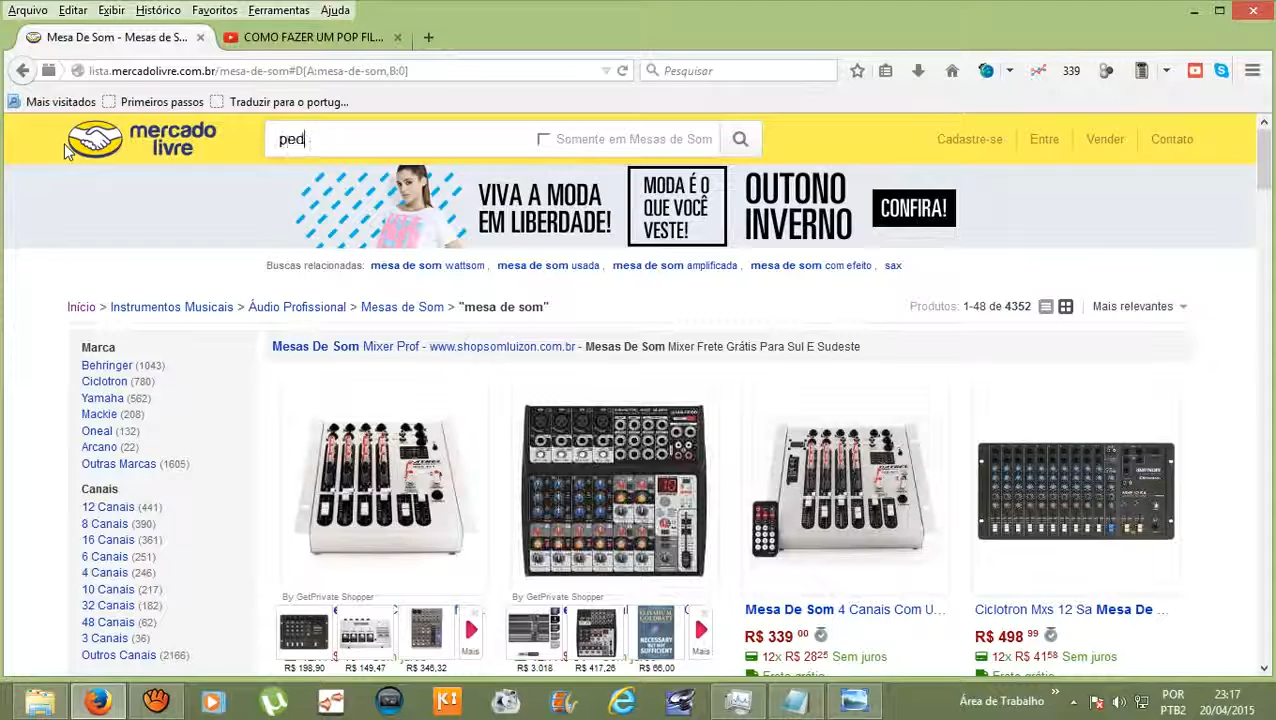 Arquivo Editar Exibir Histórico Favoritos Ferramentas Ajuda
Mesa De Som - Mesas de S... × COMO FAZER UM POP FIL... × +
lista.mercadolivre.com.br/mesa-de-som#D[A:mesa-de-som,B:0]
Pesquisar
339
Mais visitados Primeiros passos Traduzir para o portug...
mercado
livre
ped
Somente em Mesas de Som
Cadastre-se Entre Vender Contato
VIVA A MODA
EM LIBERDADE!
MODA É O
QUE VOCÊ
VESTE!
OUTONO
INVERNO
CONFIRA!
Buscas relacionadas: mesa de som wattsom , mesa de som usada , mesa de som amplificada , mesa de som com efeito , sax
Início > Instrumentos Musicais > Áudio Profissional > Mesas de Som > "mesa de som"
Produtos: 1-48 de 4352
Mais relevantes
Mesas De Som Mixer Prof - www.shopsomluizon.com.br - Mesas De Som Mixer Frete Grátis Para Sul E Sudeste
Marca
Behringer (1043)
Ciclotron (780)
Yamaha (562)
Mackie (208)
Oneal (132)
Arcano (22)
Outras Marcas (1605)
Canais
12 Canais (441)
8 Canais (390)
16 Canais (361)
6 Canais (251)
4 Canais (246)
10 Canais (217)
32 Canais (182)
48 Canais (62)
3 Canais (36)
Outros Canais (2166)
By GetPrivate Shopper
R$ 198,90 R$ 149,47 R$ 346,32
Mais
By GetPrivate Shopper
R$ 3.018 R$ 417,26 R$ 66,00
Mais
Mesa De Som 4 Canais Com U...
R$ 339 00
12x R$ 28 25 Sem juros
Frete grátis
Ciclotron Mxs 12 Sa Mesa De ...
R$ 498 99
12x R$ 41 58 Sem juros
Frete grátis
Área de Trabalho
POR
PTB2
23:17
20/04/2015